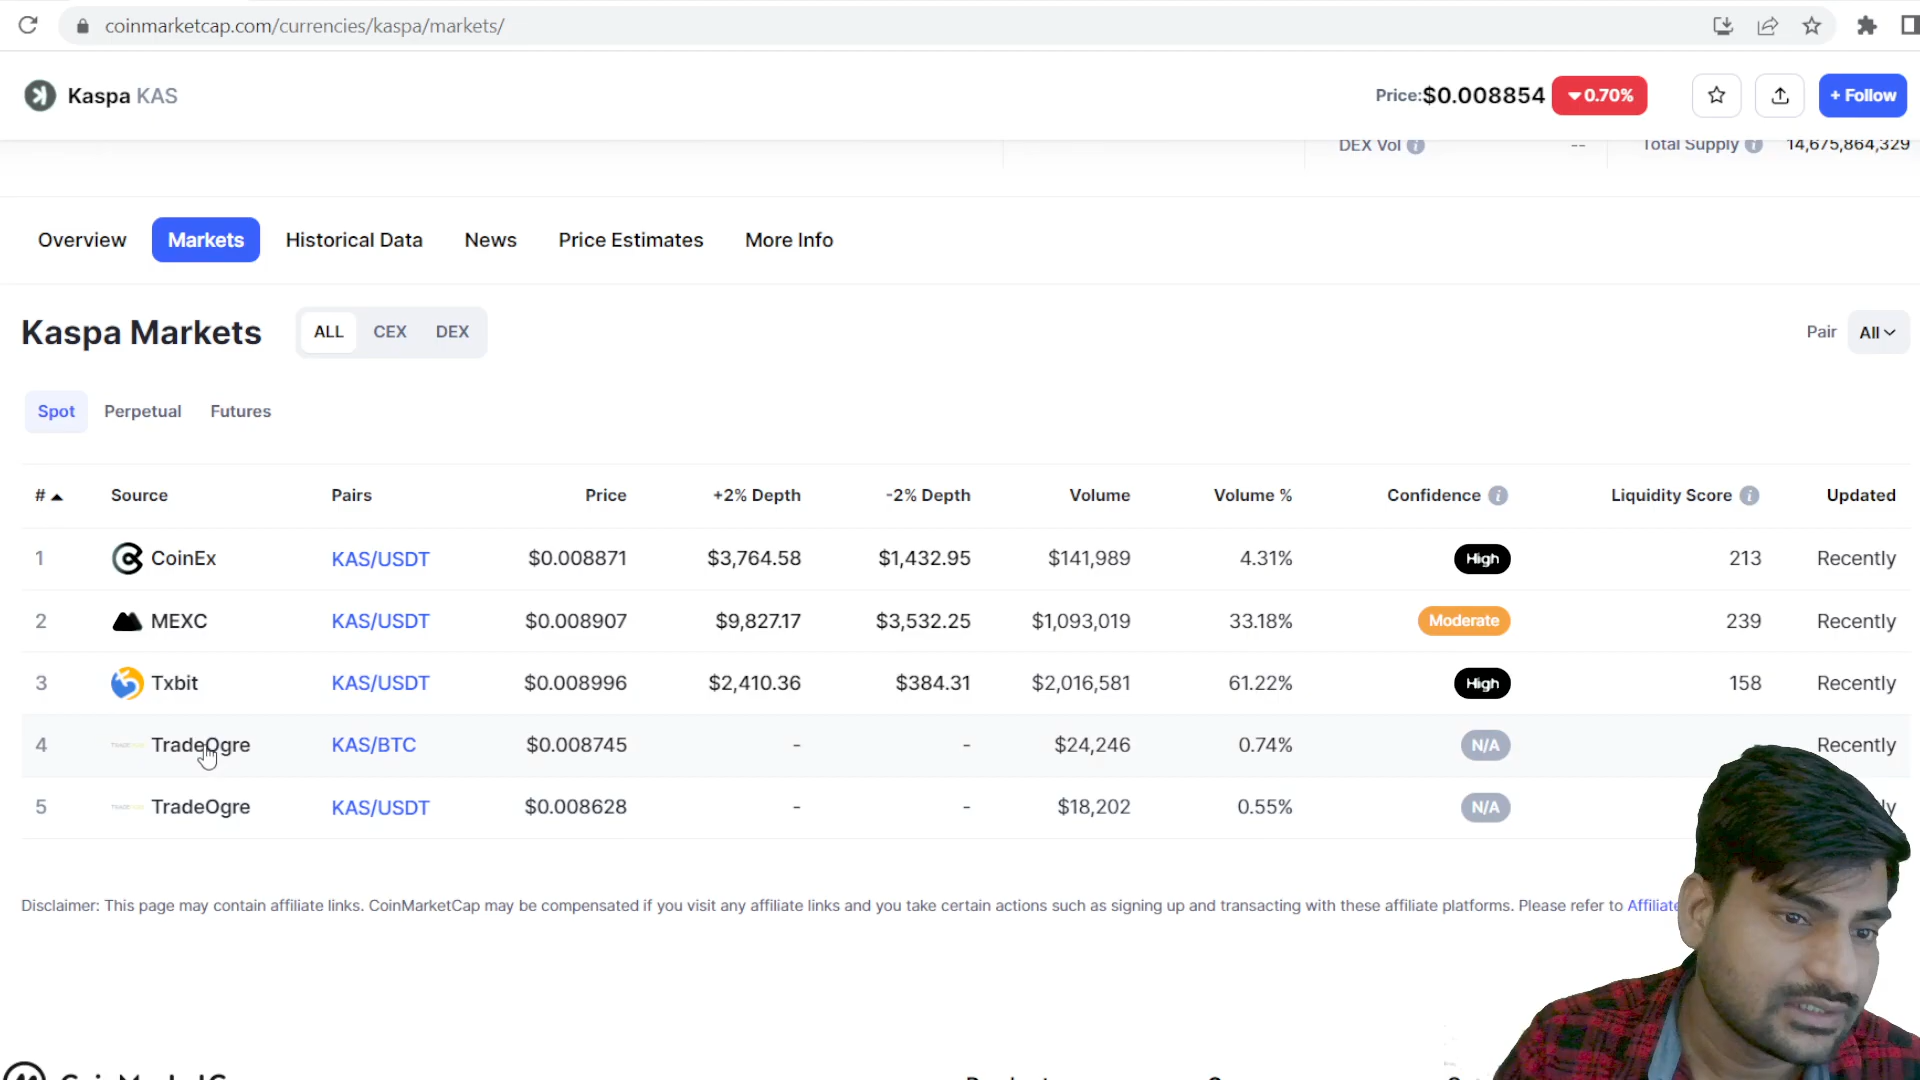 coinmarketcap.com/currencies/kaspa/markets/
Kaspa KAS
Price:$0.008854 0.70%
+ Follow
DEX Vol -- Total Supply 14,675,864,329
Overview Markets Historical Data News Price Estimates More Info
Kaspa Markets ALL CEX DEX
Pair All
Spot Perpetual Futures
# Source Pairs Price +2% Depth -2% Depth Volume Volume % Confidence Liquidity Score Updated
1 CoinEx KAS/USDT $0.008871 $3,764.58 $1,432.95 $141,989 4.31% High 213 Recently
2 MEXC KAS/USDT $0.008907 $9,827.17 $3,532.25 $1,093,019 33.18% Moderate 239 Recently
3 Txbit KAS/USDT $0.008996 $2,410.36 $384.31 $2,016,581 61.22% High 158 Recently
4 TradeOgre KAS/BTC $0.008745 - - $24,246 0.74% N/A Recently
5 TradeOgre KAS/USDT $0.008628 - - $18,202 0.55% N/A
Disclaimer: This page may contain affiliate links. CoinMarketCap may be compensated if you visit any affiliate links and you take certain actions such as signing up and transacting with these affiliate platforms. Please refer to Affiliate